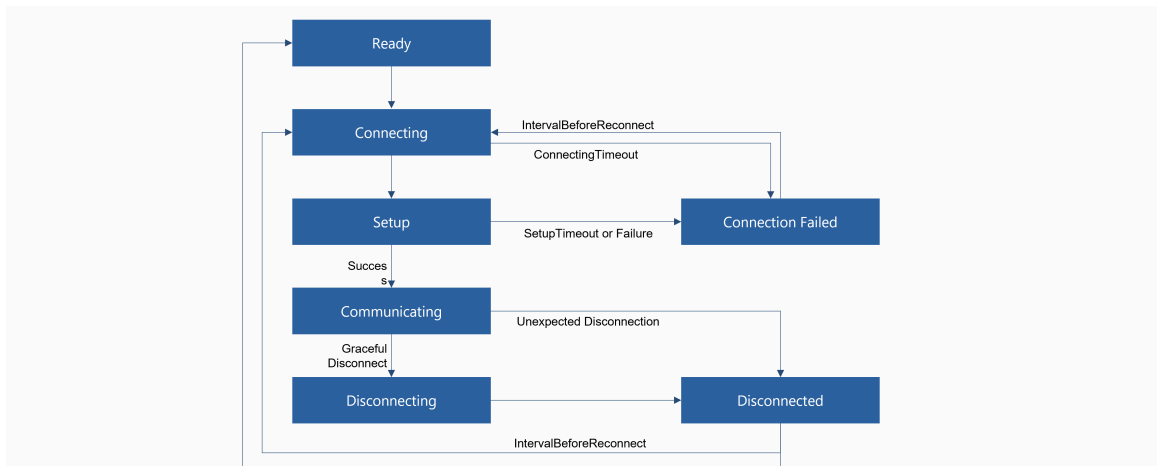 Ready
Connecting
IntervalBeforeReconnect
ConnectingTimeout
Setup
SetupTimeout or Failure
Connection Failed
Succes
s
Communicating
Unexpected Disconnection
Graceful
Disconnect
Disconnecting
Disconnected
IntervalBeforeReconnect